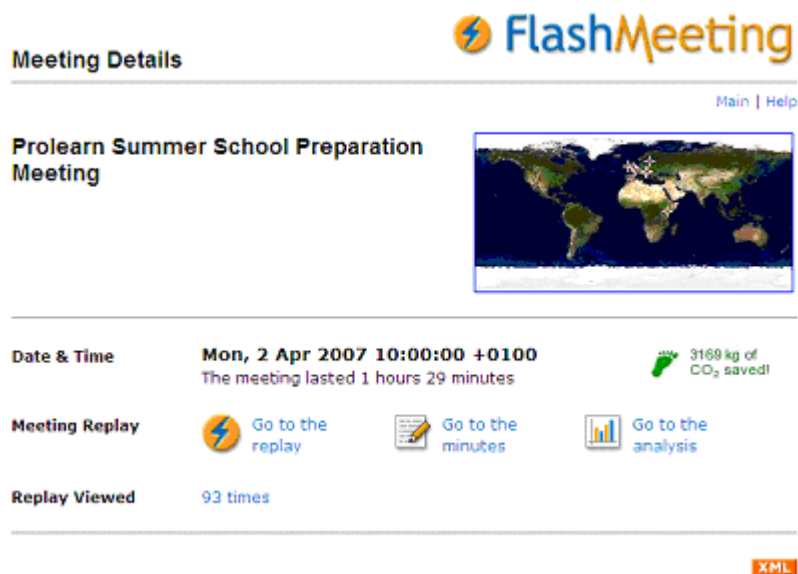 FlashMeeting
Meeting Details
Main | Help
Prolearn Summer School Preparation
Meeting
Date & Time
Mon, 2 Apr 2007 10:00:00 +0100
The meeting lasted 1 hours 29 minutes
3169 kg of
CO₂ saved!
Meeting Replay
Go to the
replay
Go to the
minutes
Go to the
analysis
Replay Viewed
93 times
XML